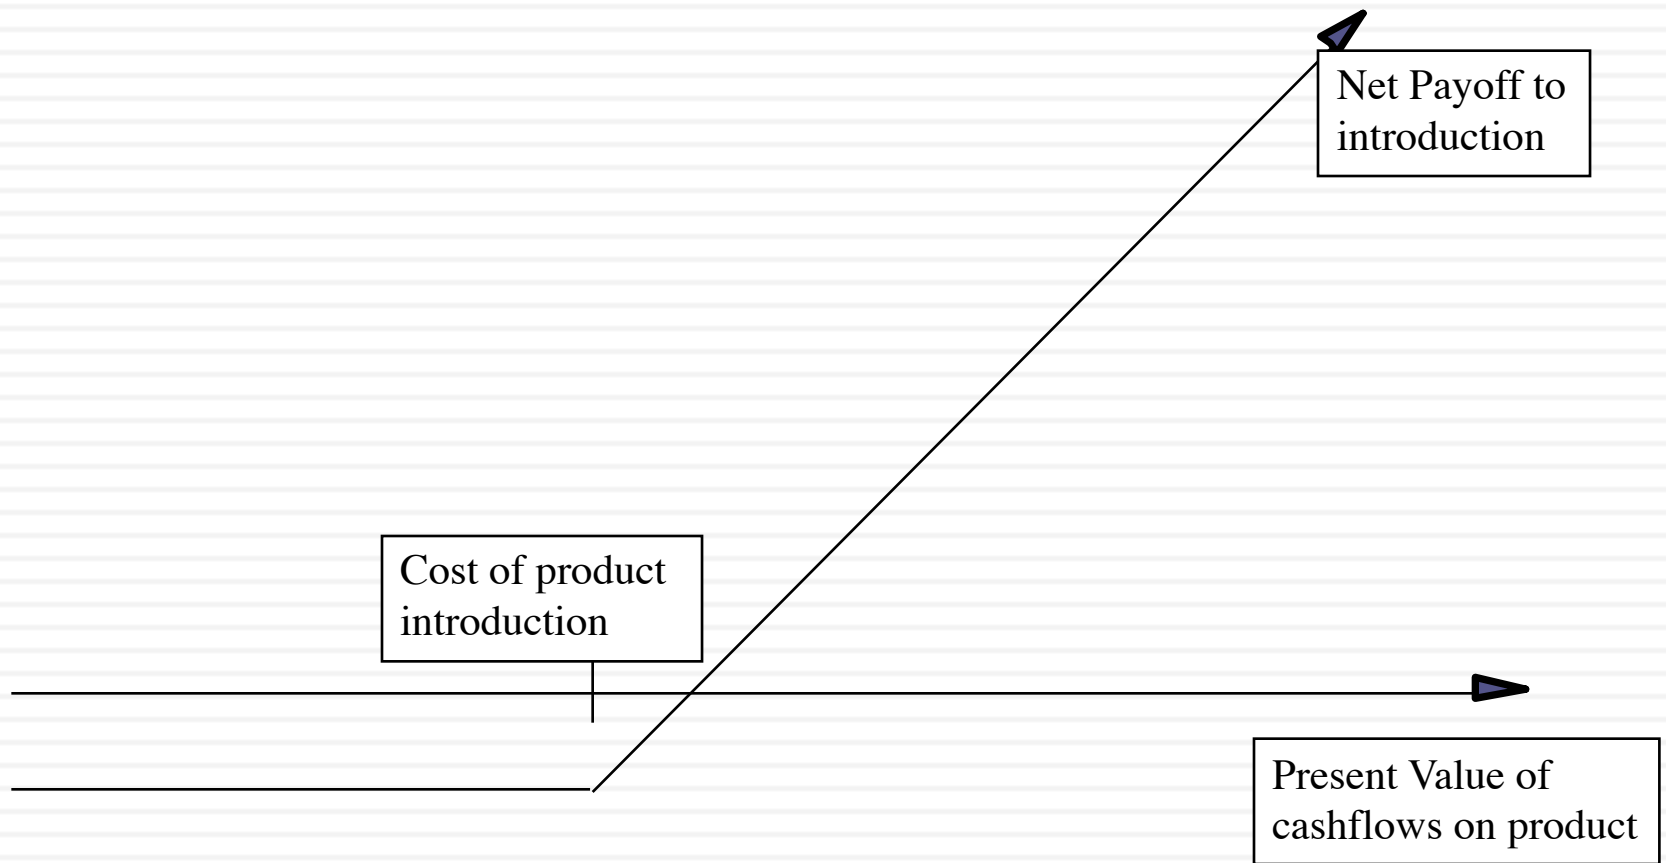 Net Payoff to
introduction
Cost of product
introduction
Present Value of
cashflows on product